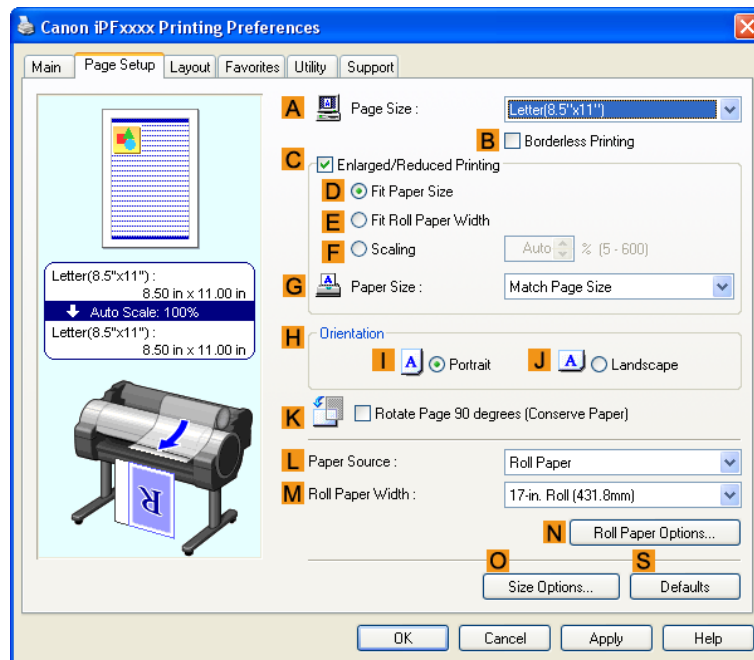 Canon iPFxxxx Printing Preferences
Main Page Setup Layout Favorites Utility Support
A Page Size : Letter(8.5"x11")
B Borderless Printing
C Enlarged/Reduced Printing
D Fit Paper Size
E Fit Roll Paper Width
F Scaling Auto % (5 - 600)
G Paper Size : Match Page Size
Letter(8.5"x11") :
8.50 in x 11.00 in
Auto Scale: 100%
Letter(8.5"x11") :
8.50 in x 11.00 in
H Orientation
I A Portrait J A Landscape
K Rotate Page 90 degrees (Conserve Paper)
L Paper Source : Roll Paper
M Roll Paper Width : 17-in. Roll (431.8mm)
R
N Roll Paper Options...
O S
Size Options... Defaults
OK Cancel Apply Help